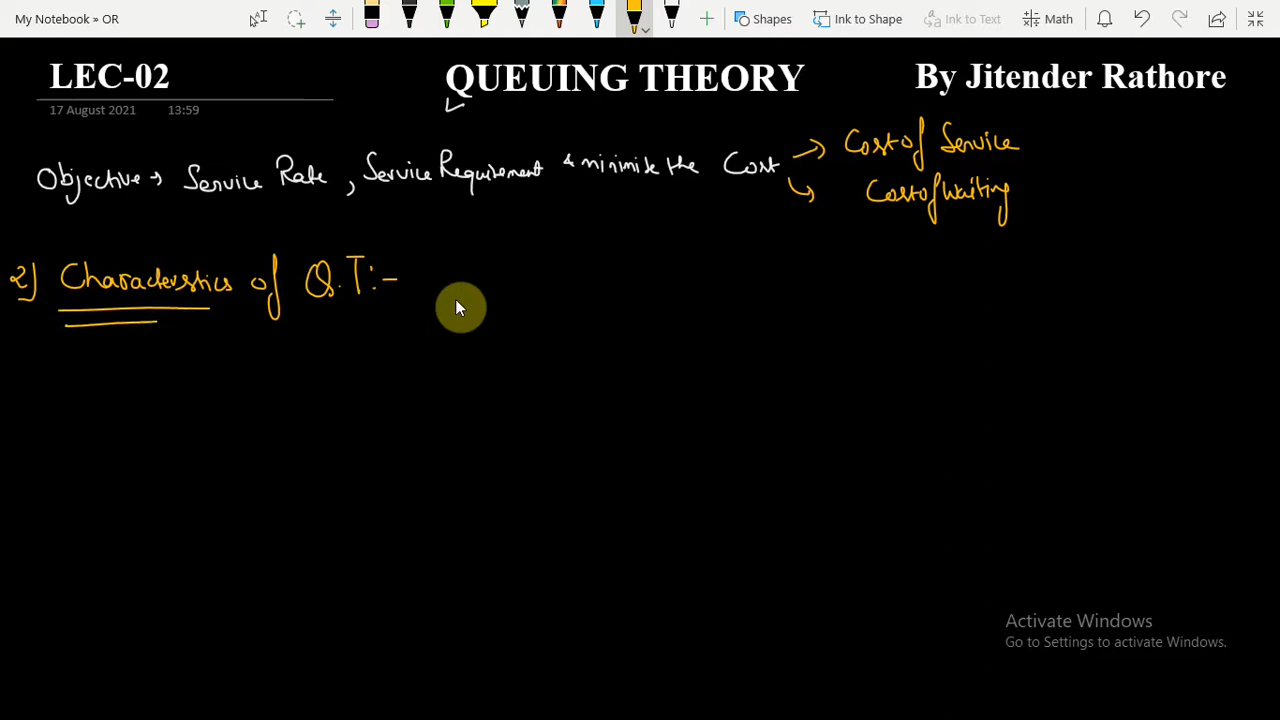 My Notebook » OR
Shapes
Ink to Shape
Ink to Text
Math
LEC-02
QUEUING THEORY
By Jitender Rathore
17 August 2021
13:59
Objective → Service Rate, Service Requirement & minimise the Cost → Cost of Service
↳ Cost of Waiting
2) Characterstics of Q.T:-
Activate Windows
Go to Settings to activate Windows.